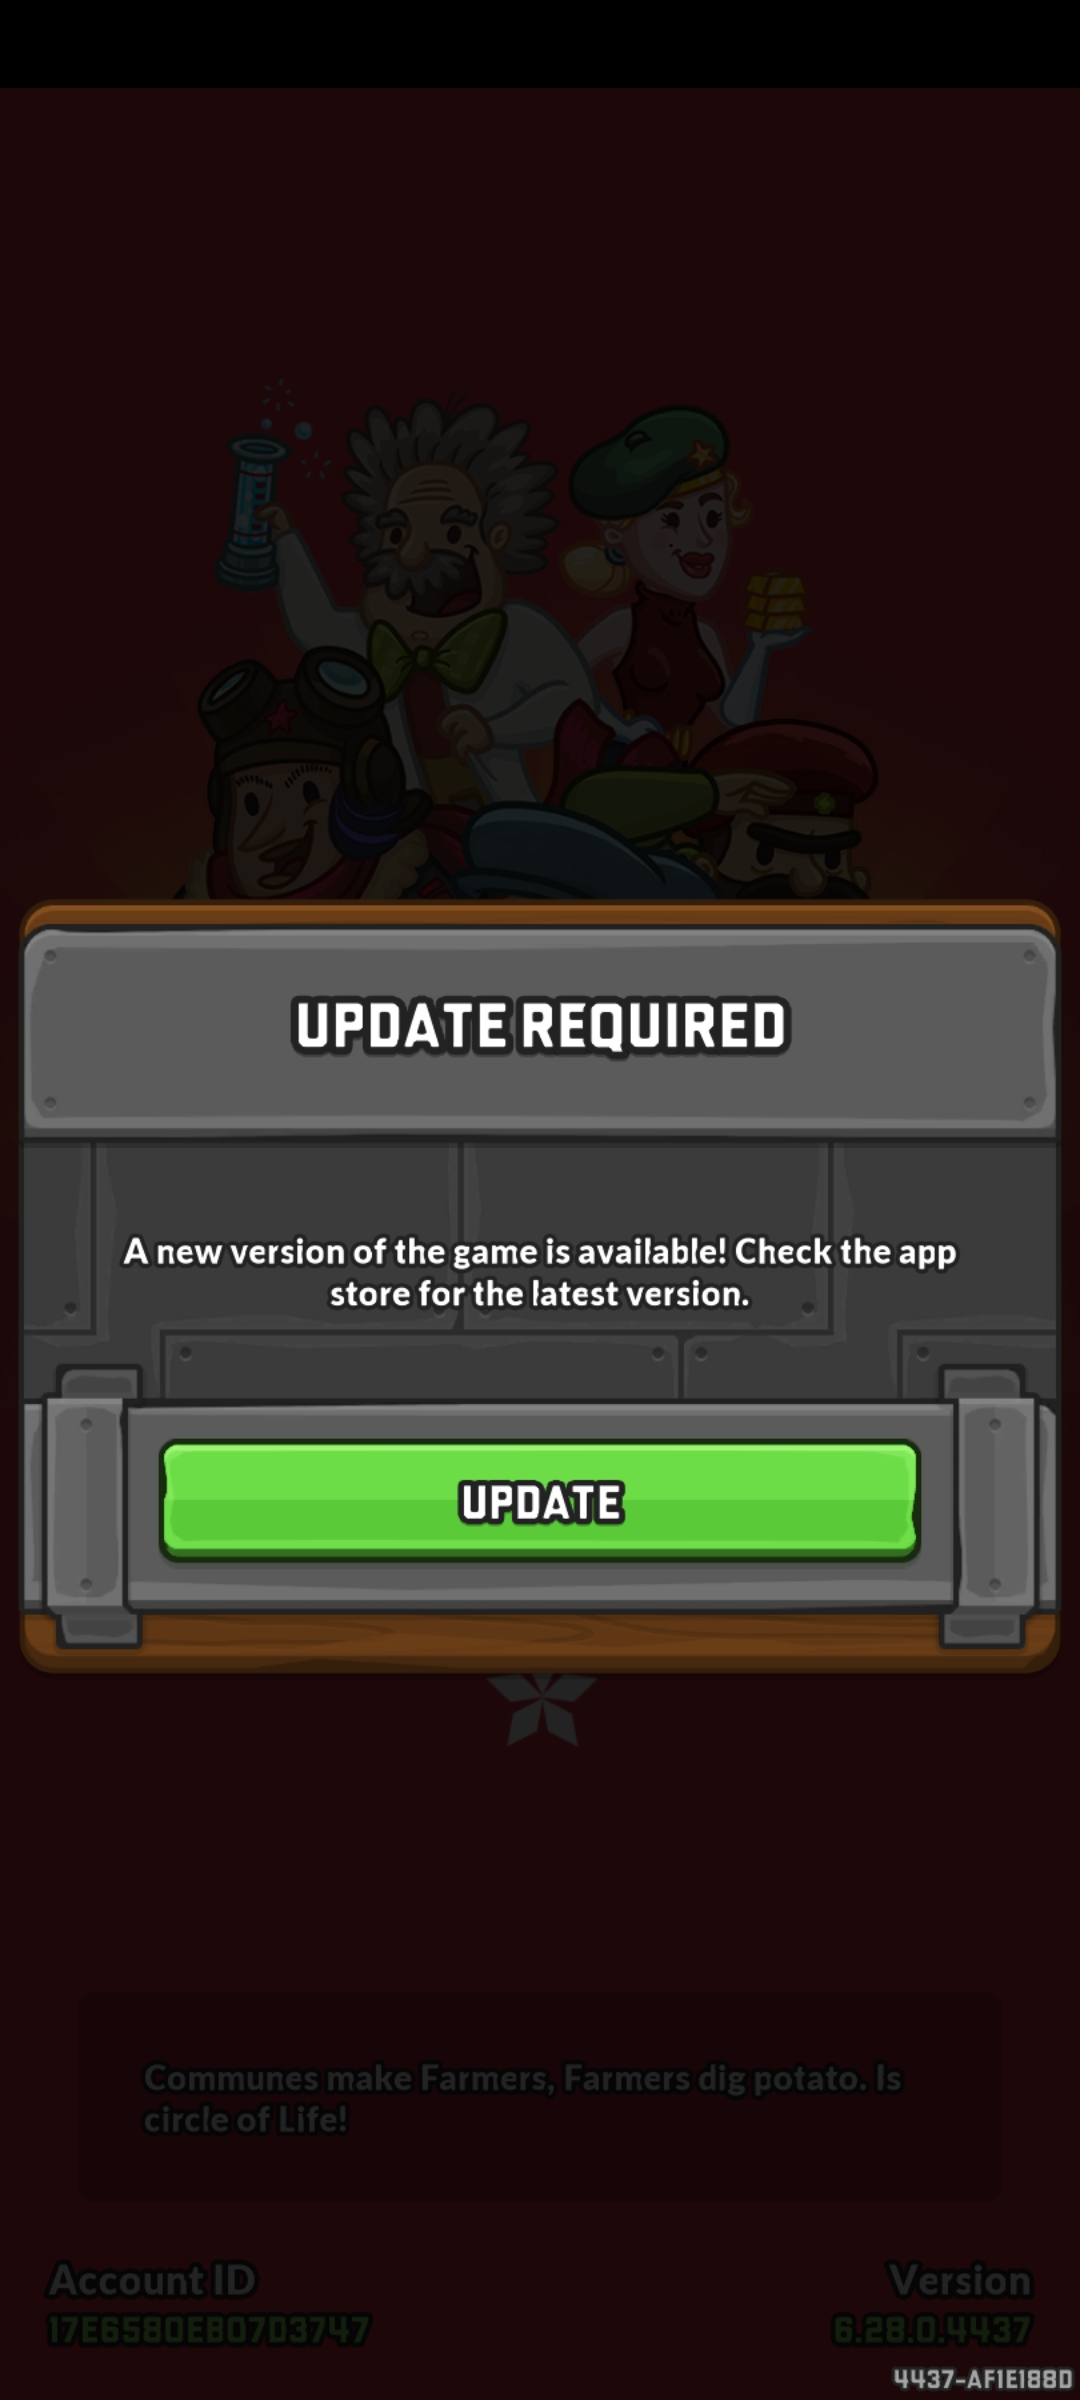 UPDATE REQUIRED
A new version of the game is available! Check the app
store for the latest version.
UPDATE
Communes make Farmers, Farmers dig potato. Is
circle of Life!
Account ID
Version
17E6580EB07D3747
6.28.0.4437
4437-AF1E188D